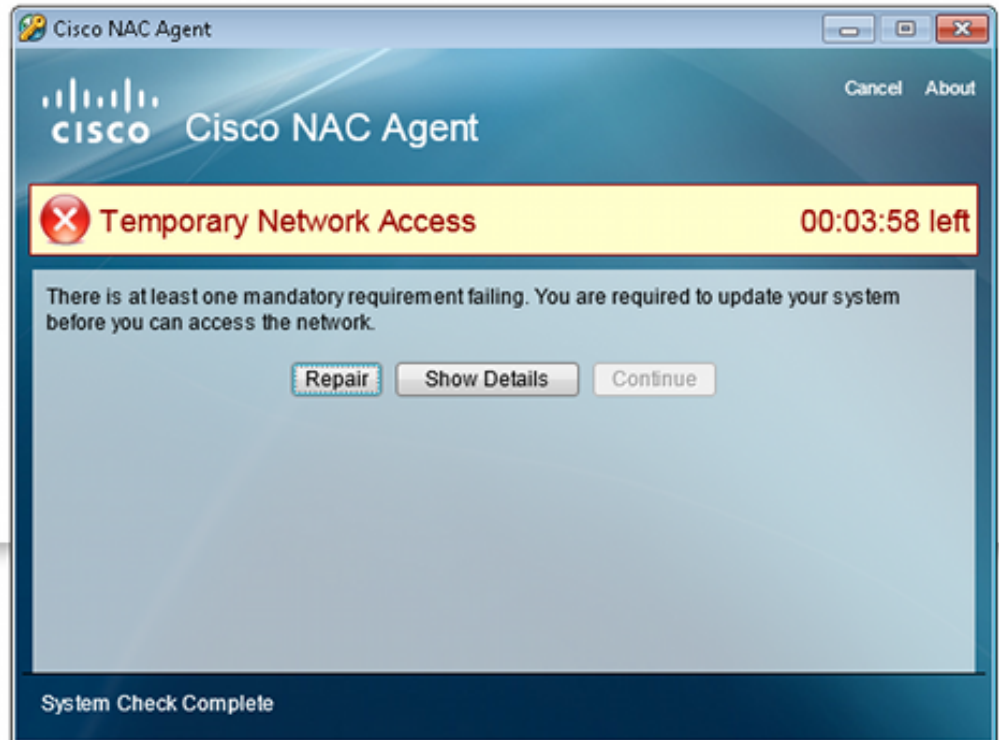 Cisco NAC Agent
Cancel About
CISCO Cisco NAC Agent
Temporary Network Access 00:03:58 left
There is at least one mandatory requirement failing. You are required to update your system
before you can access the network.
Repair Show Details Continue
System Check Complete